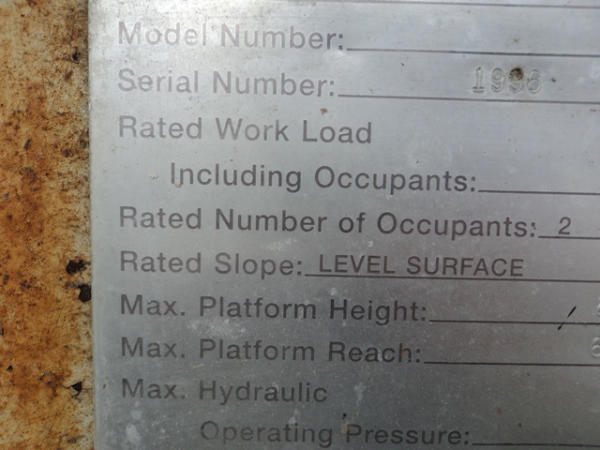 Model Number:
Serial Number: 1996
Rated Work Load
Including Occupants:
Rated Number of Occupants: 2
Rated Slope: LEVEL SURFACE
Max. Platform Height:
Max. Platform Reach:
Max. Hydraulic
Operating Pressure: